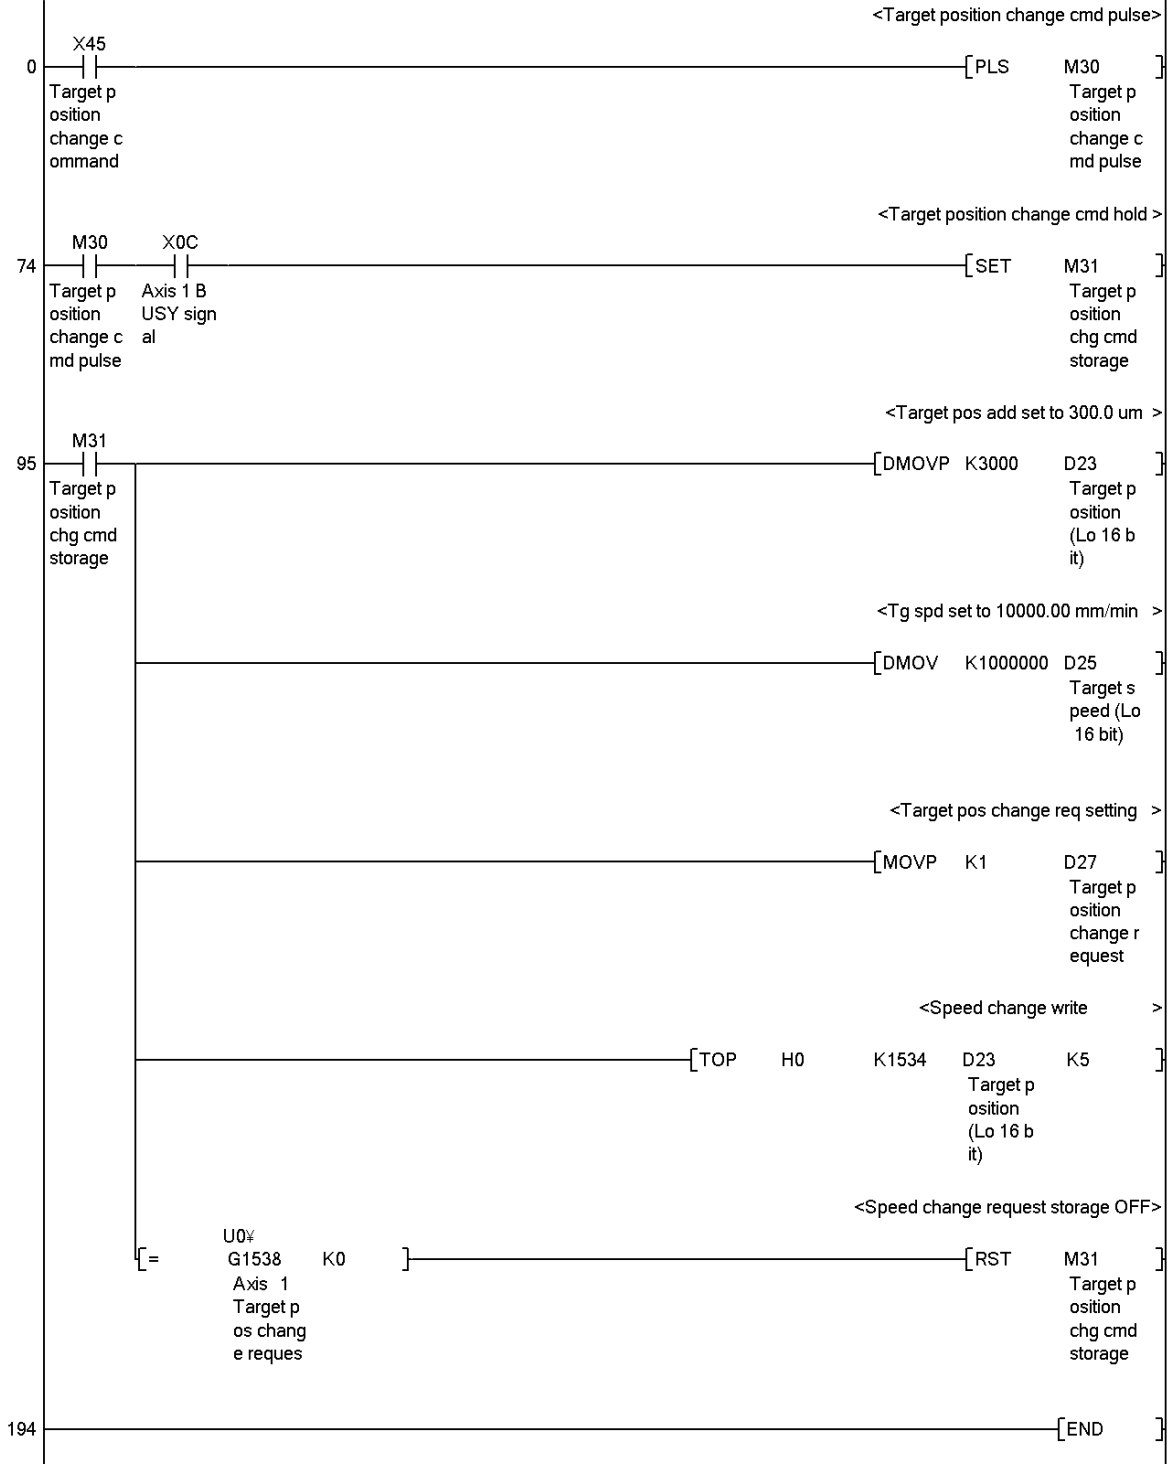 <Target position change cmd pulse>
X45
0 [PLS M30 ]
Target p
osition
change c
ommand
Target p
osition
change c
md pulse
<Target position change cmd hold >
M30 X0C
74 [SET M31 ]
Target p
osition
change c
md pulse
Axis 1 B
USY sign
al
Target p
osition
chg cmd
storage
<Target pos add set to 300.0 um >
M31
95 [DMOVP K3000 D23 ]
Target p
osition
chg cmd
storage
Target p
osition
(Lo 16 b
it)
<Tg spd set to 10000.00 mm/min >
[DMOV K1000000 D25 ]
Target s
peed (Lo
16 bit)
<Target pos change req setting >
[MOVP K1 D27 ]
Target p
osition
change r
equest
<Speed change write >
[TOP H0 K1534 D23 K5 ]
Target p
osition
(Lo 16 b
it)
<Speed change request storage OFF>
U0¥
[= G1538 K0 ] [RST M31 ]
Axis 1
Target p
os chang
e reques
Target p
osition
chg cmd
storage
194 [END ]